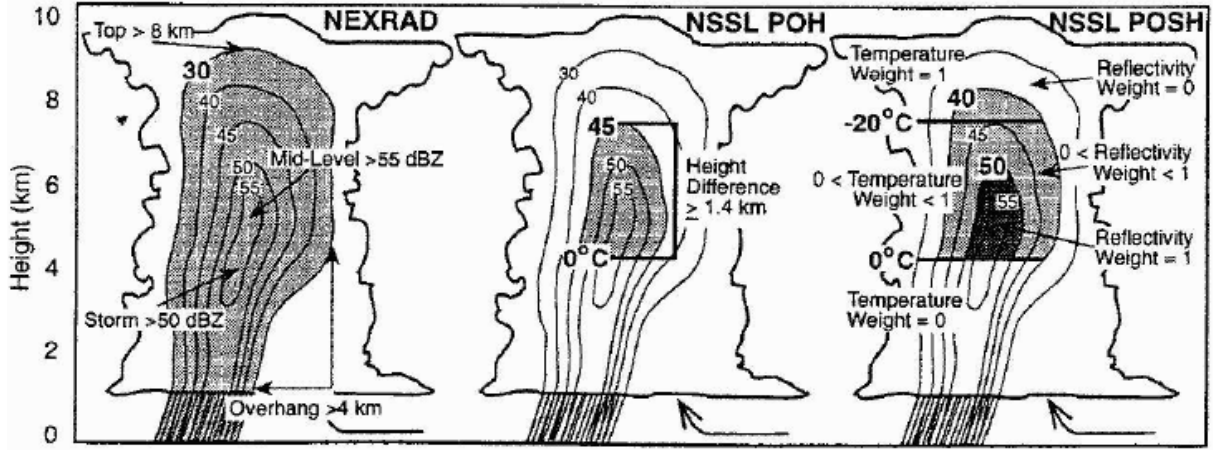 10
8
6
4
2
0
Height (km)
NEXRAD
Top > 8 km
30
40
45
50
55
Mid-Level >55 dBZ
Storm >50 dBZ
Overhang >4 km
NSSL POH
30
40
45
50
55
Height
Difference
≥ 1.4 km
0°C
NSSL POSH
Temperature
Weight = 1
Reflectivity
Weight = 0
40
-20°C
45
0 < Reflectivity
Weight < 1
50
0 < Temperature
Weight < 1
55
Reflectivity
Weight = 1
0°C
Temperature
Weight = 0